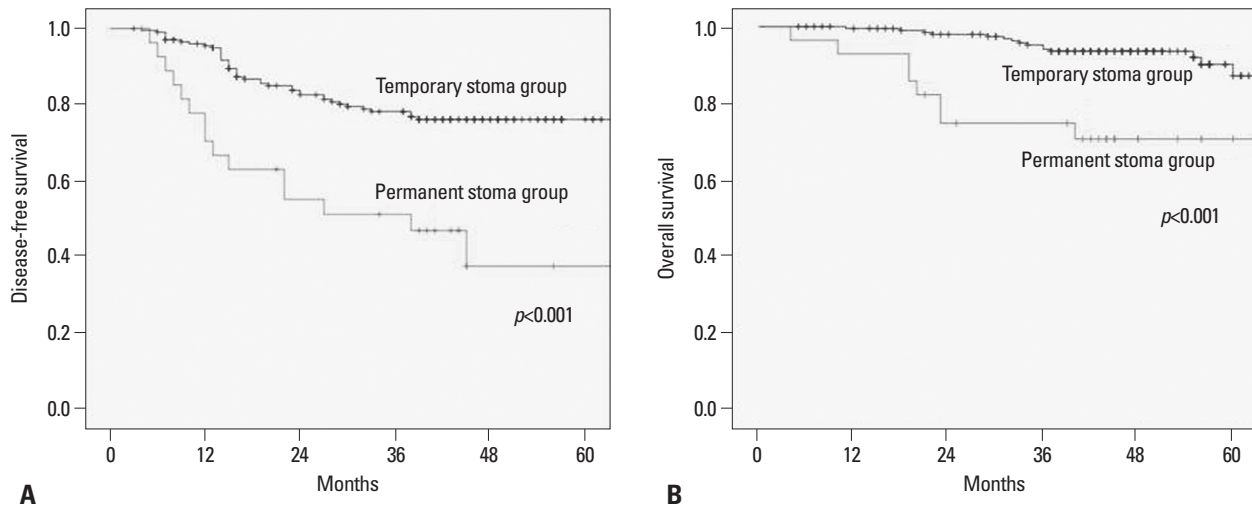 1.0
0.8
0.6
0.4
0.2
0.0
Disease-free survival
Temporary stoma group
Permanent stoma group
p<0.001
0 12 24 36 48 60
Months
A
1.0
0.8
0.6
0.4
0.2
0.0
Overall survival
Temporary stoma group
Permanent stoma group
p<0.001
0 12 24 36 48 60
Months
B